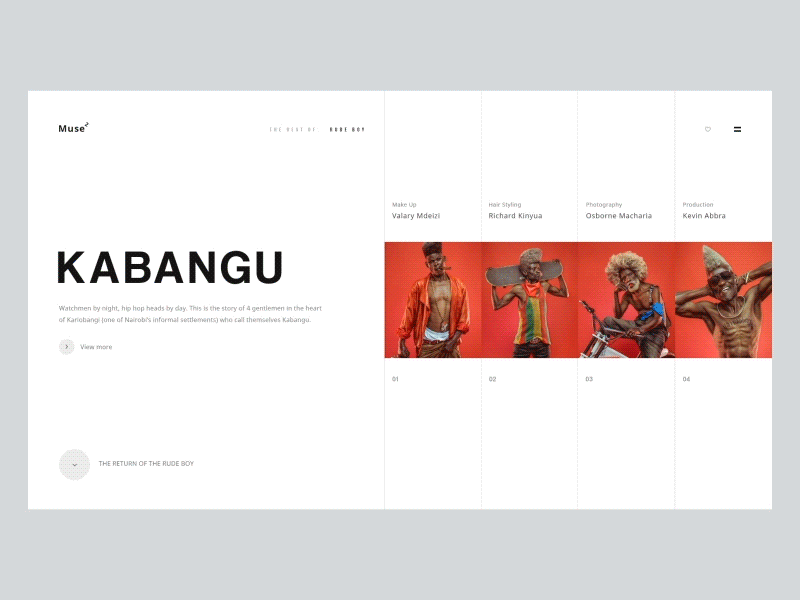 Muse²
THE BEST OF: RUDE BOY
Make Up
Valary Mdeizi
Hair Styling
Richard Kinyua
Photography
Osborne Macharia
Production
Kevin Abbra
KABANGU
Watchmen by night, hip hop heads by day. This is the story of 4 gentlemen in the heart
of Kariobangi (one of Nairobi's informal settlements) who call themselves Kabangu.
View more
01
02
03
04
THE RETURN OF THE RUDE BOY